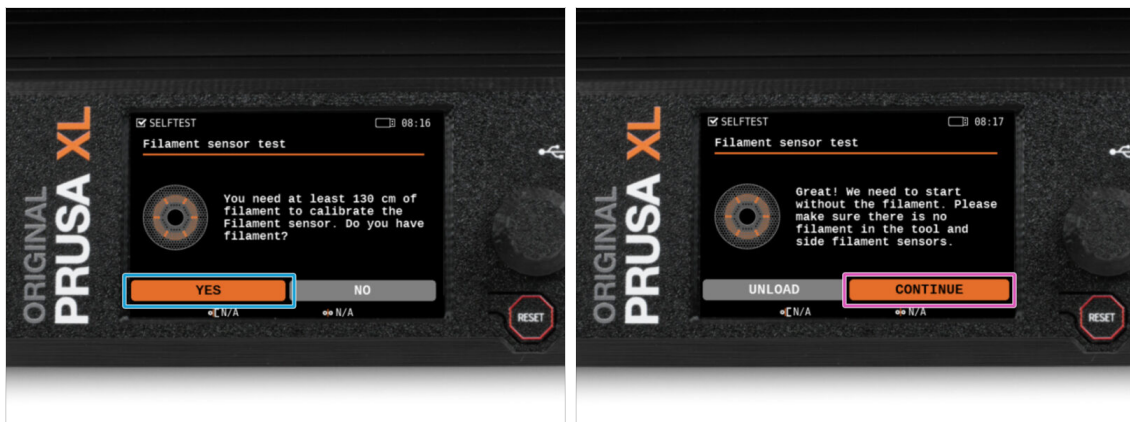 ORIGINAL
PRUSA XL
SELFTEST
08:16
Filament sensor test
You need at least 130 cm of
filament to calibrate the
Filament sensor. Do you have
filament?
YES
NO
N/A
N/A
RESET
ORIGINAL
PRUSA XL
SELFTEST
08:17
Filament sensor test
Great! We need to start
without the filament. Please
make sure there is no
filament in the tool and
side filament sensors.
UNLOAD
CONTINUE
N/A
N/A
RESET